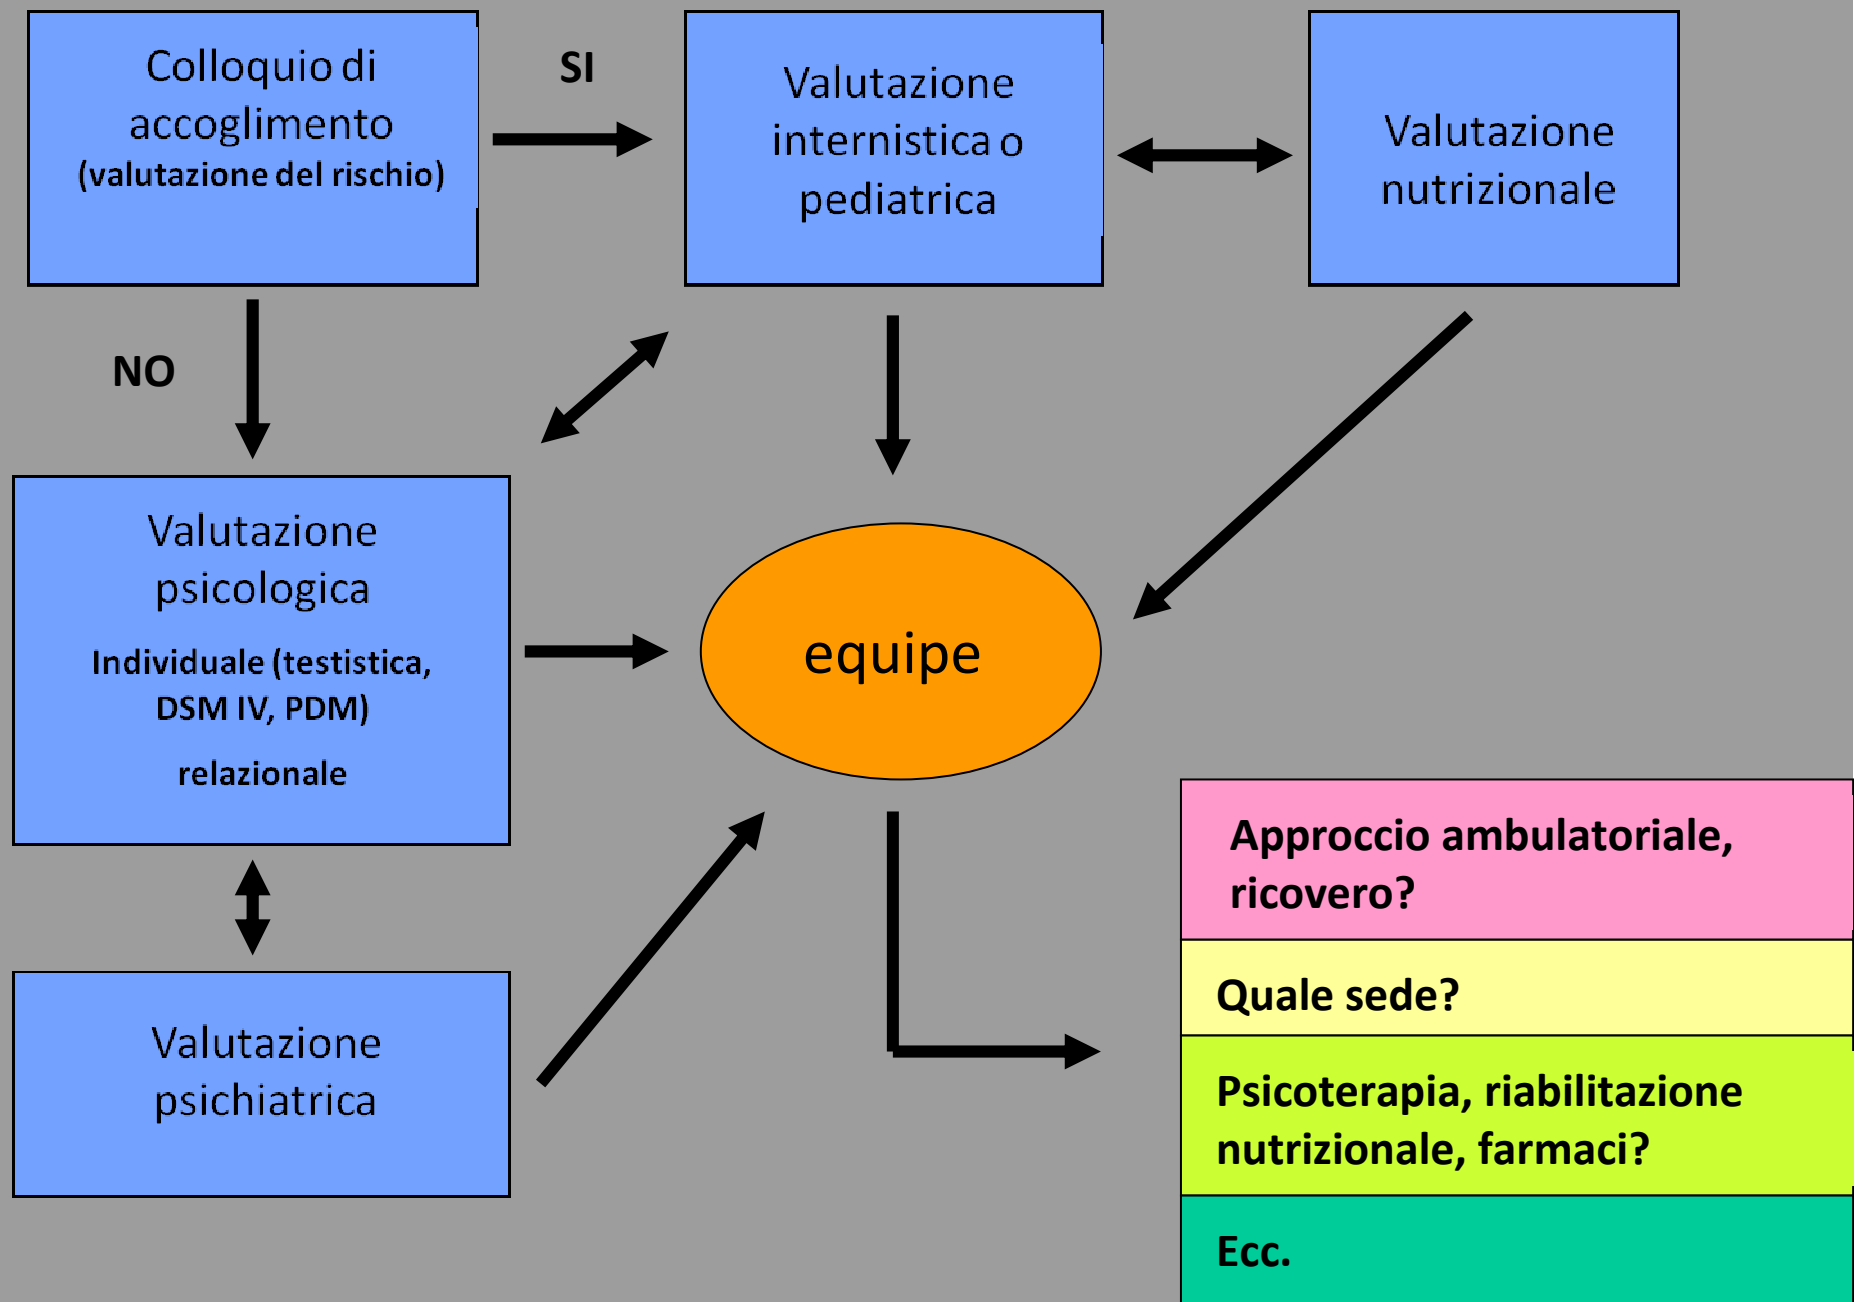 Colloquio di
accoglimento
(valutazione del rischio)
SI
Valutazione
internistica o
pediatrica
Valutazione
nutrizionale
NO
Valutazione
psicologica
Individuale (testistica,
DSM IV, PDM)
relazionale
equipe
Valutazione
psichiatrica
Approccio ambulatoriale,
ricovero?
Quale sede?
Psicoterapia, riabilitazione
nutrizionale, farmaci?
Ecc.